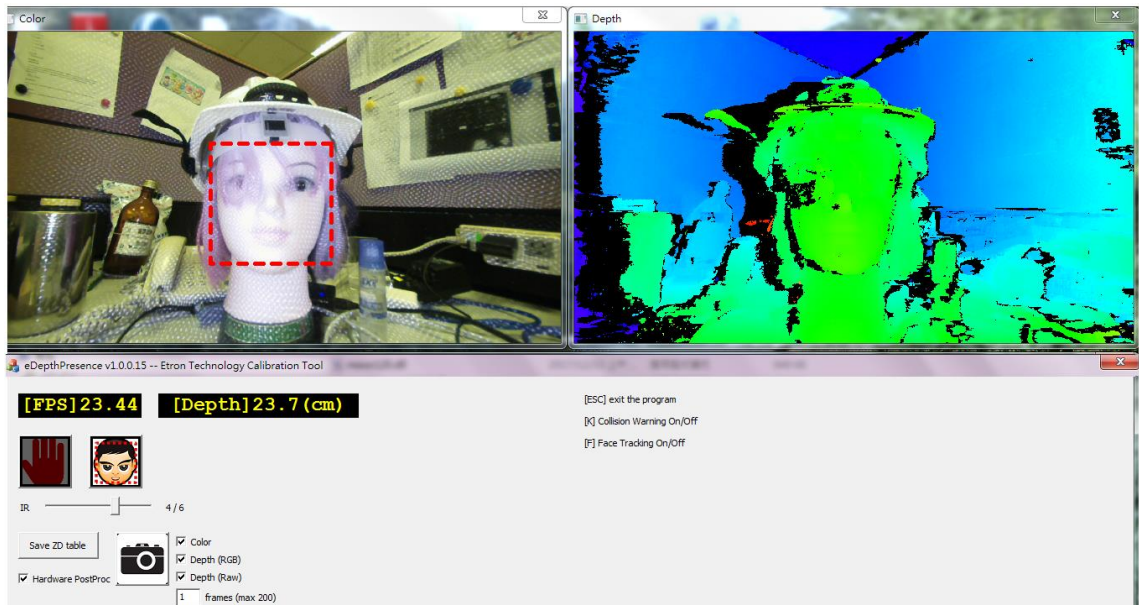 Color
Depth
eDepthPresence v1.0.0.15 -- Etron Technology Calibration Tool
[FPS]23.44
[Depth]23.7(cm)
[ESC] exit the program
[K] Collision Warning On/Off
[F] Face Tracking On/Off
IR
4 / 6
Save ZD table
Color
Depth (RGB)
Hardware PostProc
Depth (Raw)
1
frames (max 200)